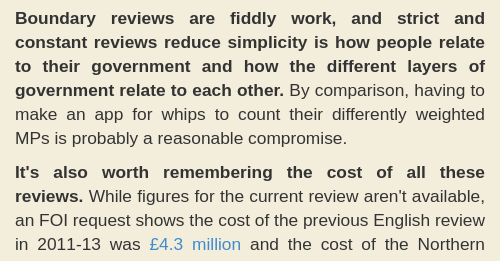 Boundary reviews are fiddly work, and strict and
constant reviews reduce simplicity is how people relate
to their government and how the different layers of
government relate to each other. By comparison, having to
make an app for whips to count their differently weighted
MPs is probably a reasonable compromise.
It's also worth remembering the cost of all these
reviews. While figures for the current review aren't available,
an FOI request shows the cost of the previous English review
in 2011-13 was £4.3 million and the cost of the Northern